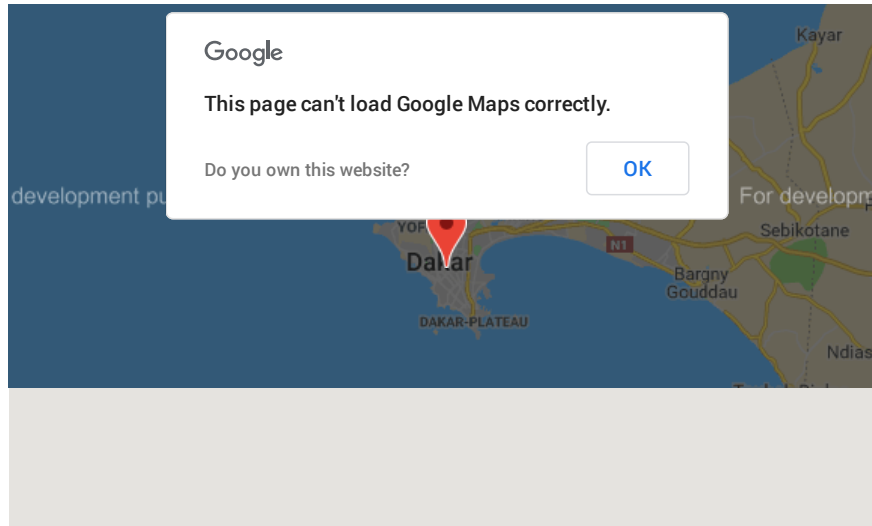 Kayar
Google
This page can't load Google Maps correctly.
Do you own this website?
OK
development pu
For developm
YOF
Sebikotane
N1
Dakar
Bargny
Gouddau
DAKAR-PLATEAU
Ndias